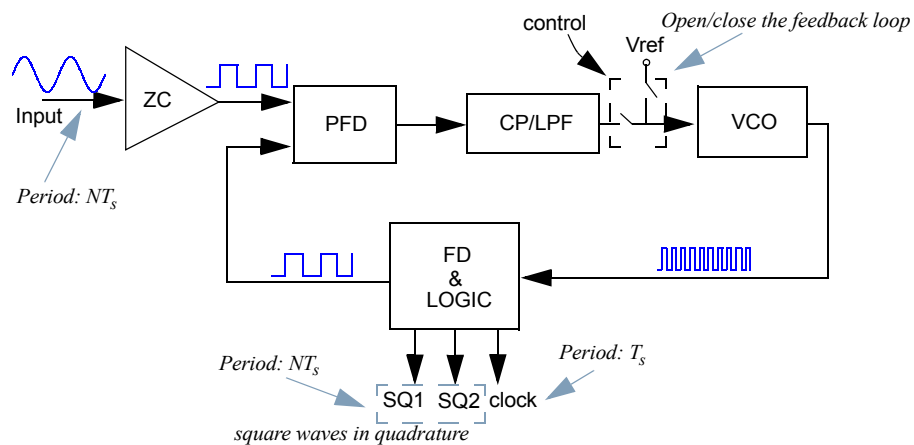 control
Open/close the feedback loop
Vref
Input
ZC
PFD
CP/LPF
VCO
Period: NTs
FD
&
LOGIC
Period: NTs
Period: Ts
SQ1
SQ2
clock
square waves in quadrature